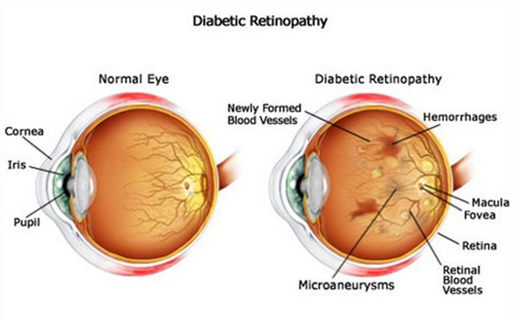 Diabetic Retinopathy
Normal Eye
Cornea
Iris
Pupil
Diabetic Retinopathy
Newly Formed
Blood Vessels
Hemorrhages
Macula
Fovea
Retina
Retinal
Blood
Vessels
Microaneurysms